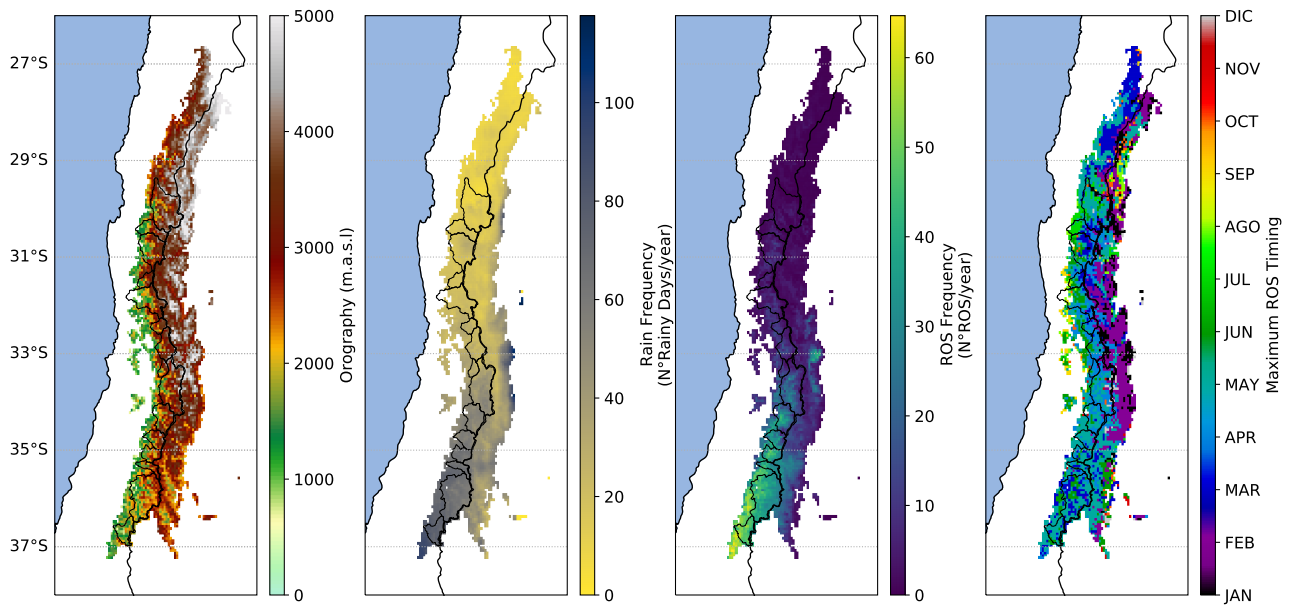 27°S
29°S
31°S
33°S
35°S
37°S
5000
4000
3000
2000
1000
0
Orography (m.a.s.l)
100
80
60
40
20
0
Rain Frequency
(N°Rainy Days/year)
60
50
40
30
20
10
0
ROS Frequency
(N°ROS/year)
DIC
NOV
OCT
SEP
AGO
JUL
JUN
MAY
APR
MAR
FEB
JAN
Maximum ROS Timing